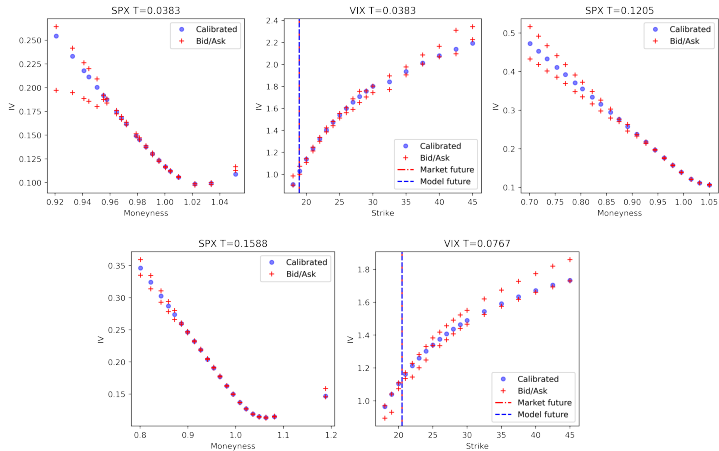 SPX T=0.0383
IV
0.250
0.225
0.200
0.175
0.150
0.125
0.100
0.92 0.94 0.96 0.98 1.00 1.02 1.04
Moneyness
Calibrated
Bid/Ask
VIX T=0.0383
IV
2.4
2.2
2.0
1.8
1.6
1.4
1.2
1.0
20 25 30 35 40 45
Strike
Calibrated
Bid/Ask
Market future
Model future
SPX T=0.1205
IV
0.5
0.4
0.3
0.2
0.1
0.70 0.75 0.80 0.85 0.90 0.95 1.00 1.05
Moneyness
Calibrated
Bid/Ask
SPX T=0.1588
IV
0.35
0.30
0.25
0.20
0.15
0.8 0.9 1.0 1.1 1.2
Moneyness
Calibrated
Bid/Ask
VIX T=0.0767
IV
1.8
1.6
1.4
1.2
1.0
20 25 30 35 40 45
Strike
Calibrated
Bid/Ask
Market future
Model future